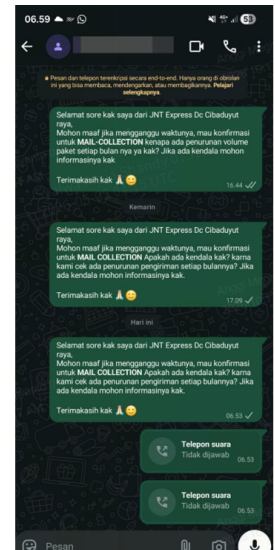 06.59
53
Pesan dan telepon terenkripsi secara end-to-end. Hanya orang di obrolan
ini yang bisa membaca, mendengarkan, atau membagikannya. Pelajari
selengkapnya.
Selamat sore kak saya dari JNT Express Dc Cibaduyut
raya,
Mohon maaf jika mengganggu waktunya, mau konfirmasi
untuk MAIL-COLLECTION kenapa ada penurunan volume
paket setiap bulan nya ya kak? Jika ada kendala mohon
informasinya kak
Terimakasih kak 🙏🏻😊
16.44
Kemarin
Selamat sore kak saya dari JNT Express Dc Cibaduyut
raya,
Mohon maaf jika mengganggu waktunya, mau konfirmasi
untuk MAIL COLLECTION Apakah ada kendala kak? karna
kami cek ada penurunan pengiriman setiap bulannya? Jika
ada kendala mohon informasinya kak.
Terimakasih kak 🙏🏻😊
17.09
Hari ini
Selamat sore kak saya dari JNT Express Dc Cibaduyut
raya,
Mohon maaf jika mengganggu waktunya, mau konfirmasi
untuk MAIL COLLECTION Apakah ada kendala kak? karna
kami cek ada penurunan pengiriman setiap bulannya? Jika
ada kendala mohon informasinya kak.
Terimakasih kak 🙏🏻😊
06.53
Telepon suara
Tidak dijawab 06.53
Telepon suara
Tidak dijawab 06.53
Pesan